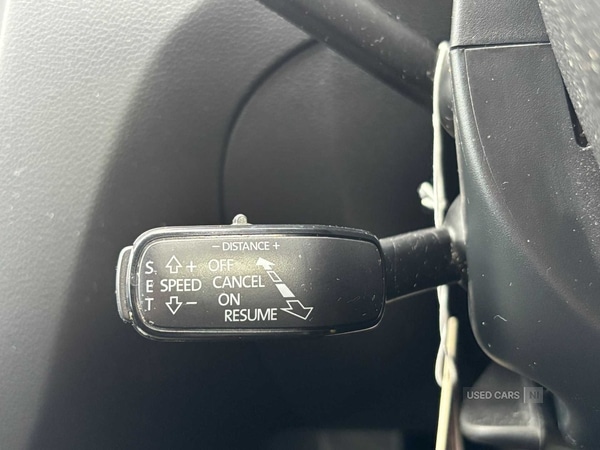 – DISTANCE +
S + OFF
E SPEED CANCEL
T – ON
RESUME
USED CARS NI